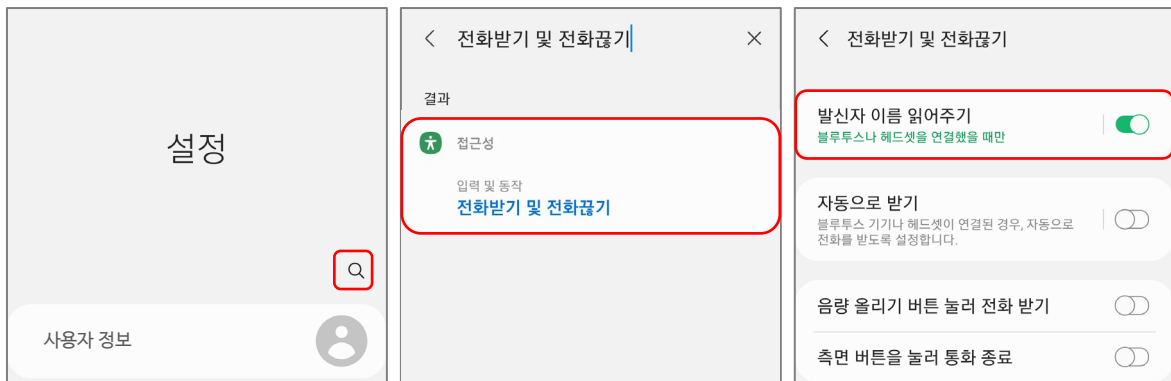 설정
사용자 정보
전화받기 및 전화끊기
결과
접근성
입력 및 동작
전화받기 및 전화끊기
전화받기 및 전화끊기
발신자 이름 읽어주기
블루투스나 헤드셋을 연결했을 때만
자동으로 받기
블루투스 기기나 헤드셋이 연결된 경우, 자동으로
전화를 받도록 설정합니다.
음량 올리기 버튼 눌러 전화 받기
측면 버튼을 눌러 통화 종료